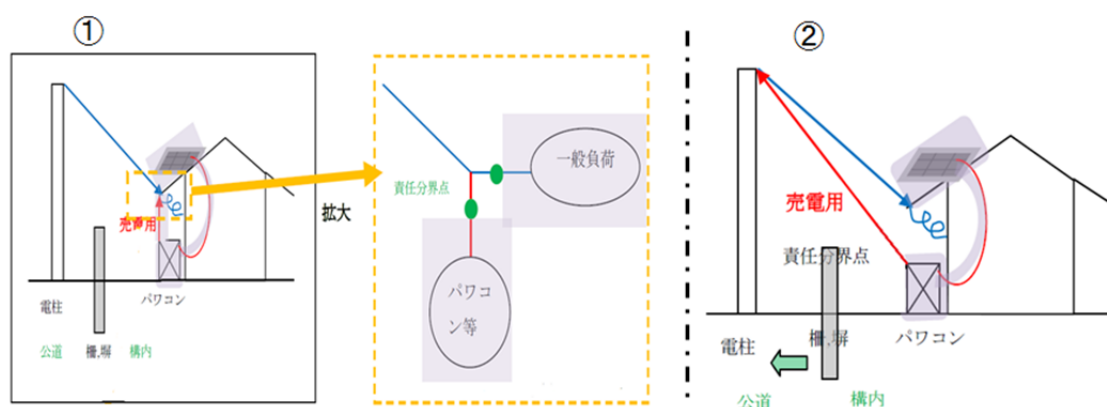 ①
売電用
電柱
パワコン
公道
柵,塀
構内
拡大
責任分界点
一般負荷
パワコ
ン等
②
売電用
責任分界点
電柱
柵,塀
パワコン
公道
構内